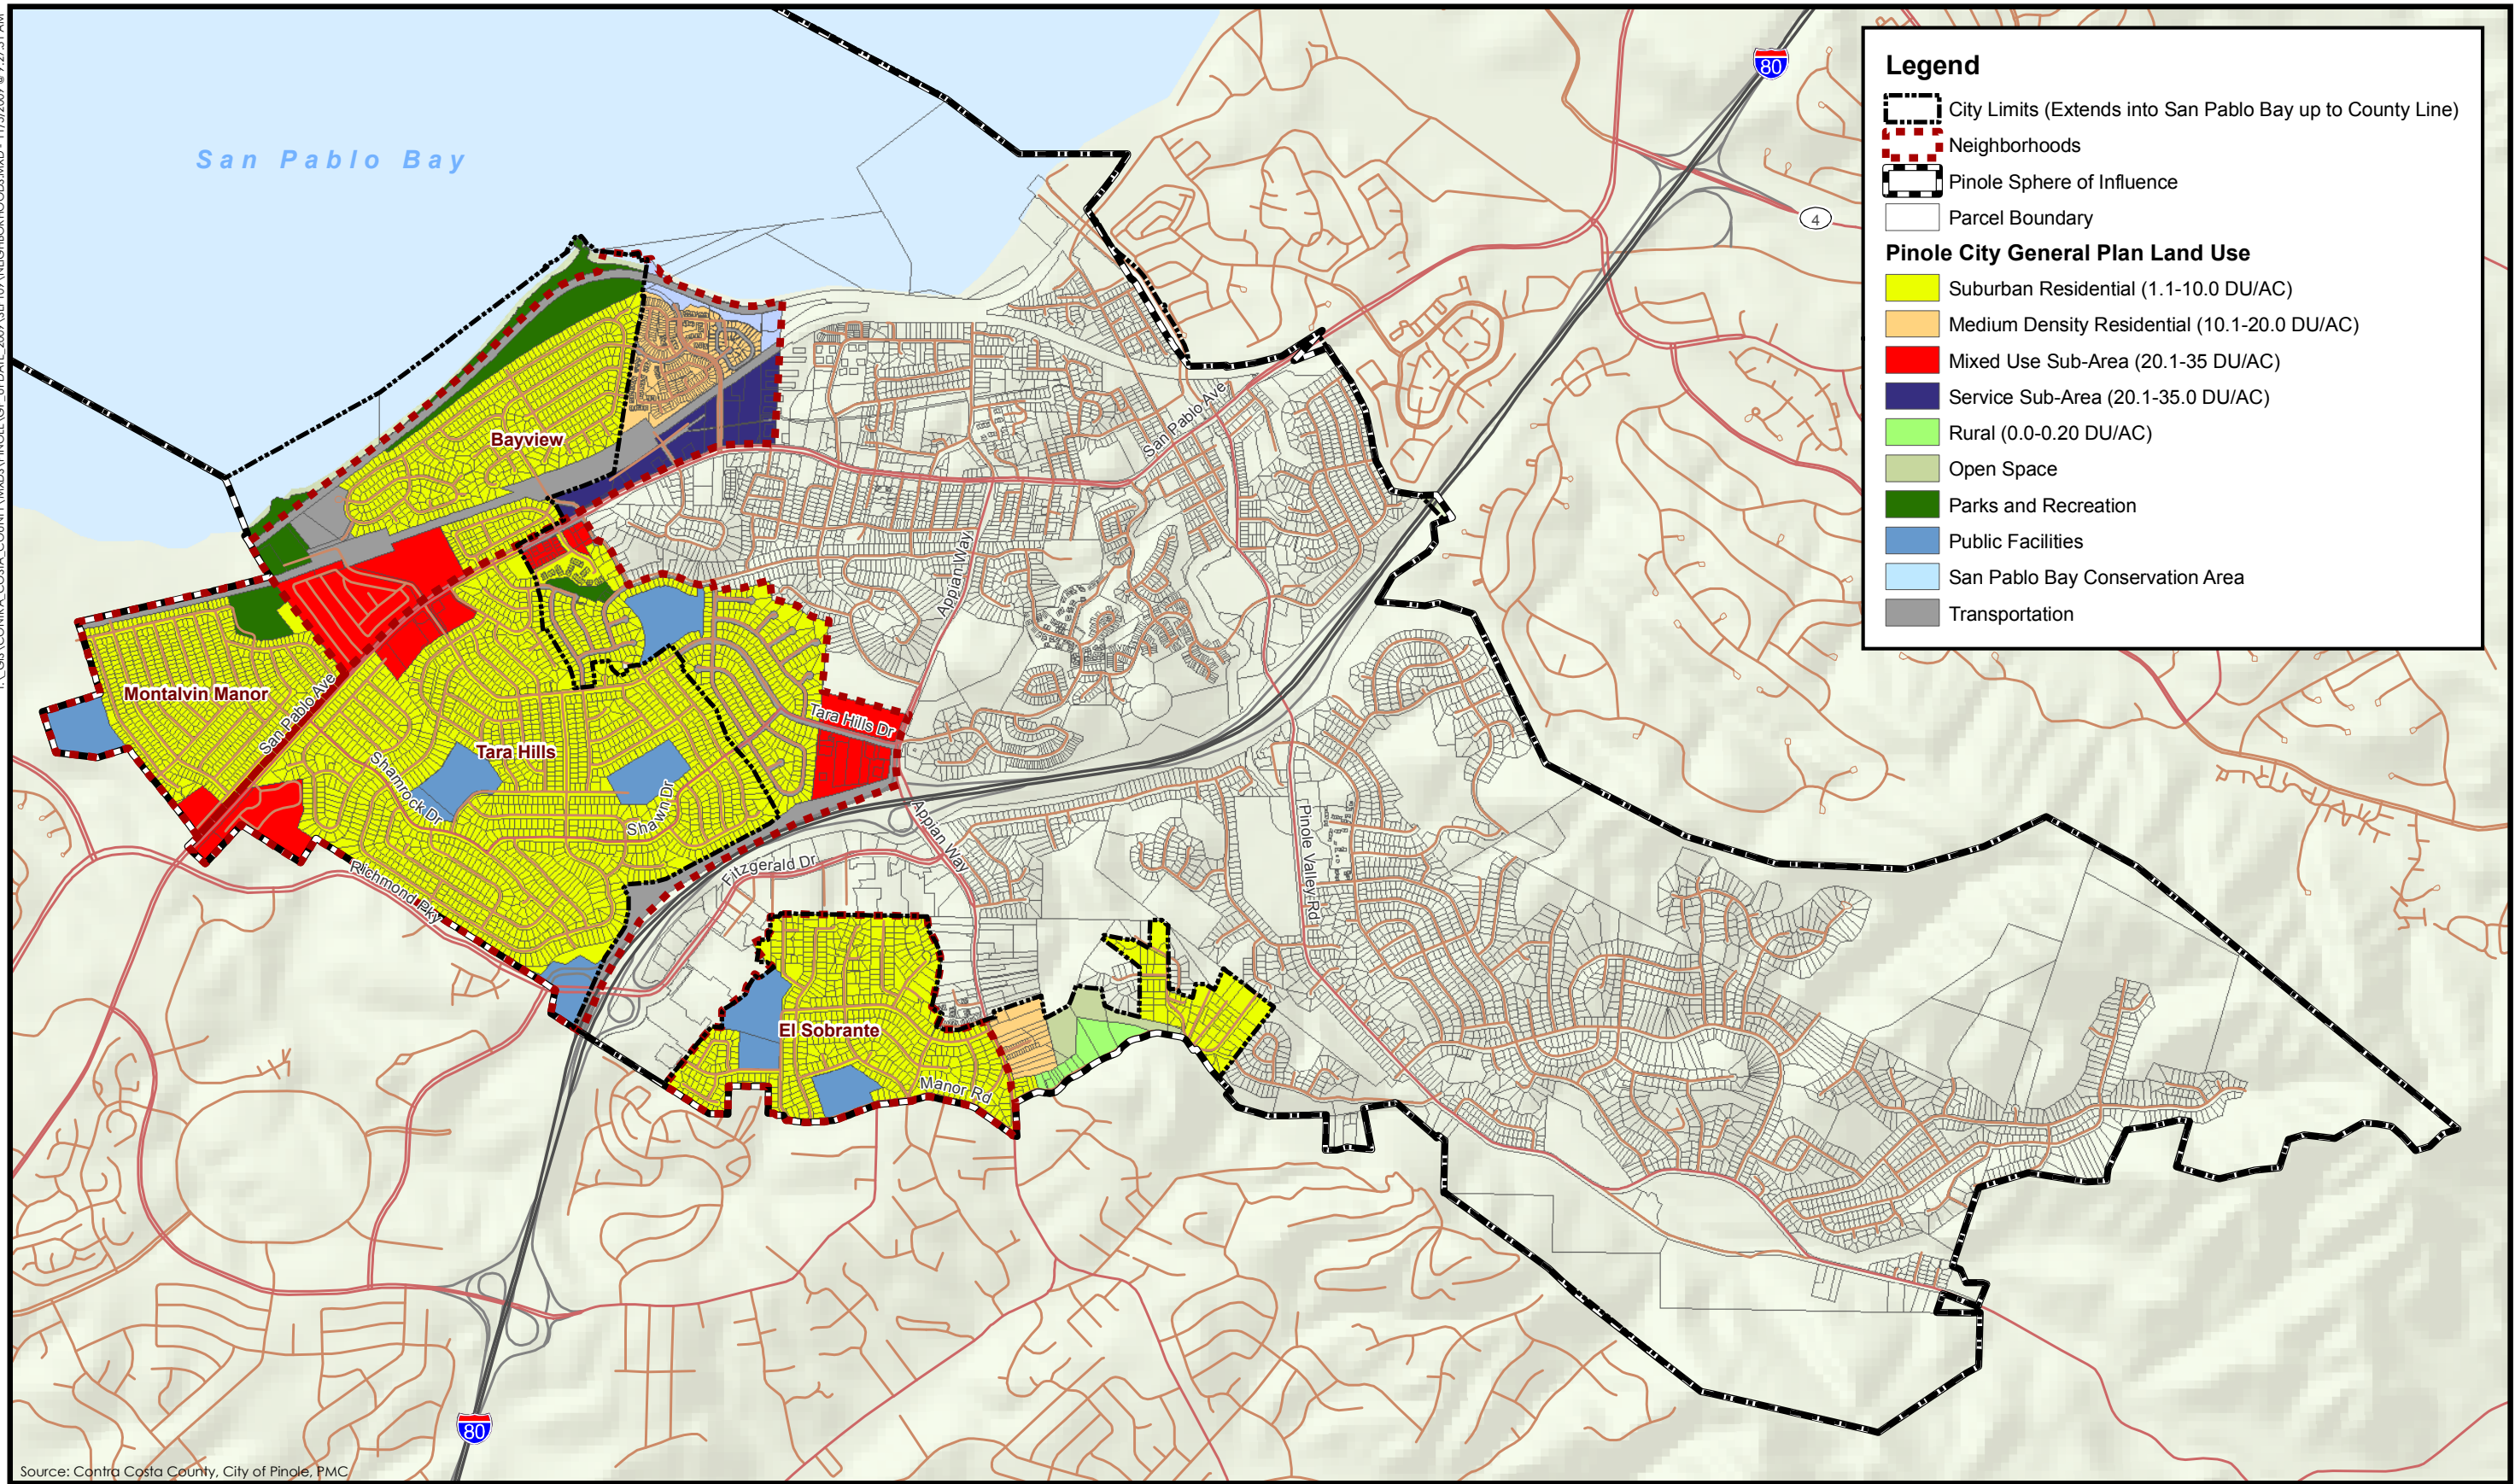 San Pablo Bay
80
4
Legend
City Limits (Extends into San Pablo Bay up to County Line)
Neighborhoods
Pinole Sphere of Influence
Parcel Boundary
Pinole City General Plan Land Use
Suburban Residential (1.1-10.0 DU/AC)
Medium Density Residential (10.1-20.0 DU/AC)
Mixed Use Sub-Area (20.1-35 DU/AC)
Service Sub-Area (20.1-35.0 DU/AC)
Rural (0.0-0.20 DU/AC)
Open Space
Parks and Recreation
Public Facilities
San Pablo Bay Conservation Area
Transportation
Bayview
San Pablo Ave
Appian Way
Montalvin Manor
San Pablo Ave
Tara Hills Dr
Tara Hills
Shamrock Dr
Shawn Dr
Appian Way
Pinole Valley Rd
Fitzgerald Dr
Richmond Pky
El Sobrante
Manor Rd
80
Source: Contra Costa County, City of Pinole, PMC